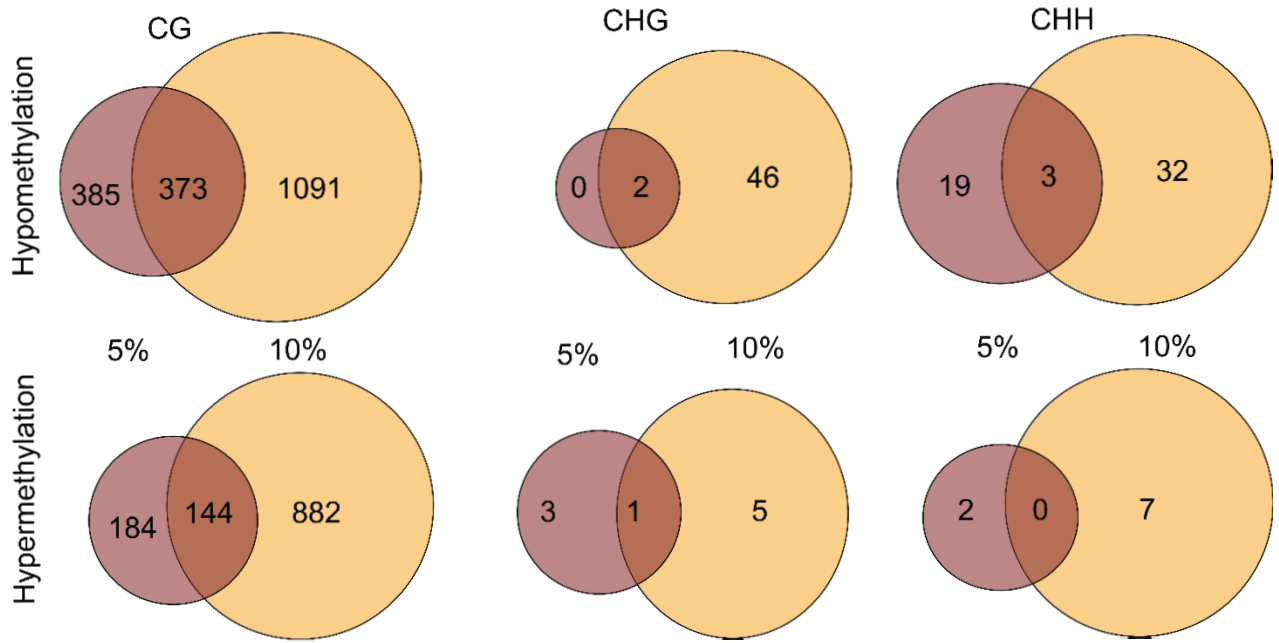 CG
CHG
CHH
Hypomethylation
385 373 1091
0 2 46
19 3 32
5% 10%
5% 10%
5% 10%
Hypermethylation
184 144 882
3 1 5
2 0 7